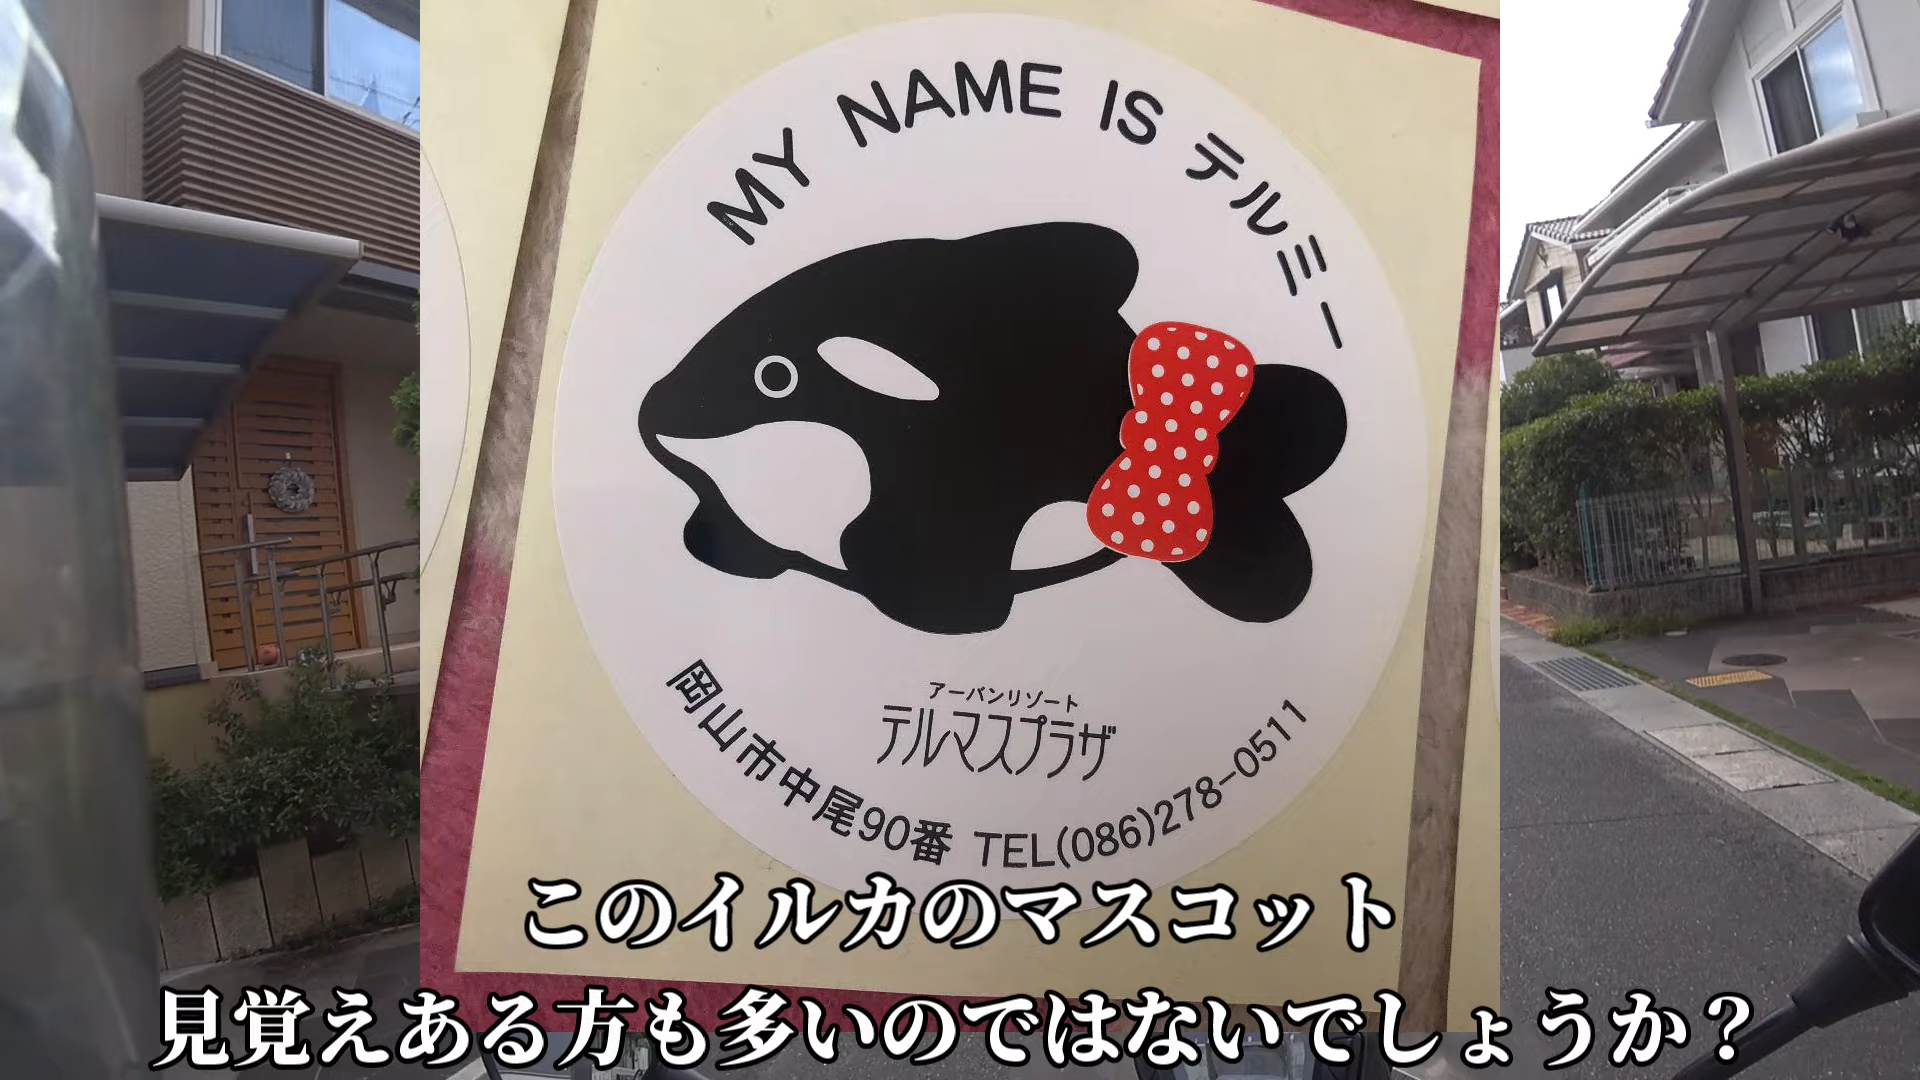 MY NAME IS テルミー
アーバンリゾート
テルマスプラザ
岡山市中尾90番 TEL(086)278-0511
このイルカのマスコット
見覚えある方も多いのではないでしょうか？